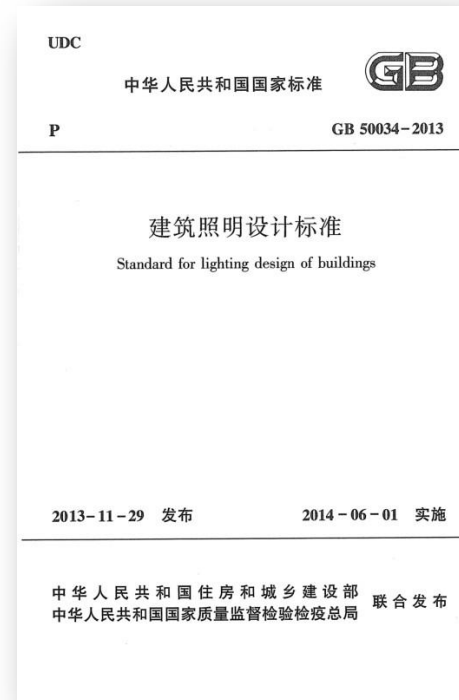 UDC
中华人民共和国国家标准 GB
P GB 50034-2013
建筑照明设计标准
Standard for lighting design of buildings
2013-11-29 发布 2014-06-01 实施
中华人民共和国住房和城乡建设部
中华人民共和国国家质量监督检验检疫总局
联合发布